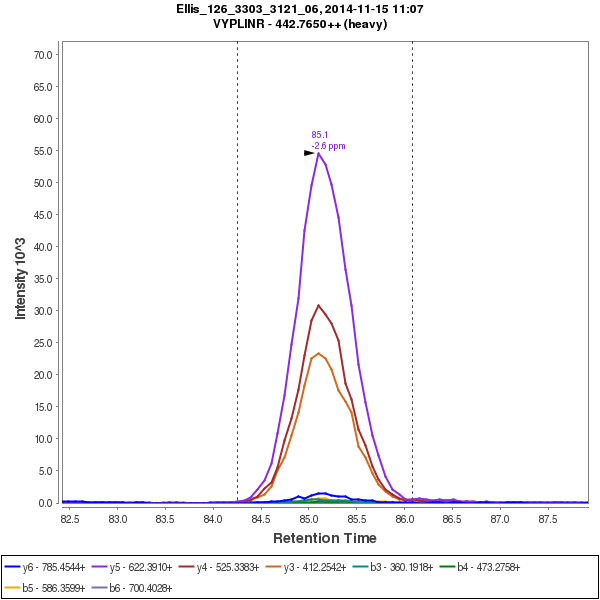 Ellis_126_3303_3121_06, 2014-11-15 11:07
VYPLINR - 442.7650++ (heavy)
Intensity 10^3
70.0
65.0
60.0
55.0
50.0
45.0
40.0
35.0
30.0
25.0
20.0
15.0
10.0
5.0
0.0
85.1
-2.6 ppm
82.5 83.0 83.5 84.0 84.5 85.0 85.5 86.0 86.5 87.0 87.5
Retention Time
y6 - 785.4544+ y5 - 622.3910+ y4 - 525.3383+ y3 - 412.2542+ b3 - 360.1918+ b4 - 473.2758+
b5 - 586.3599+ b6 - 700.4028+